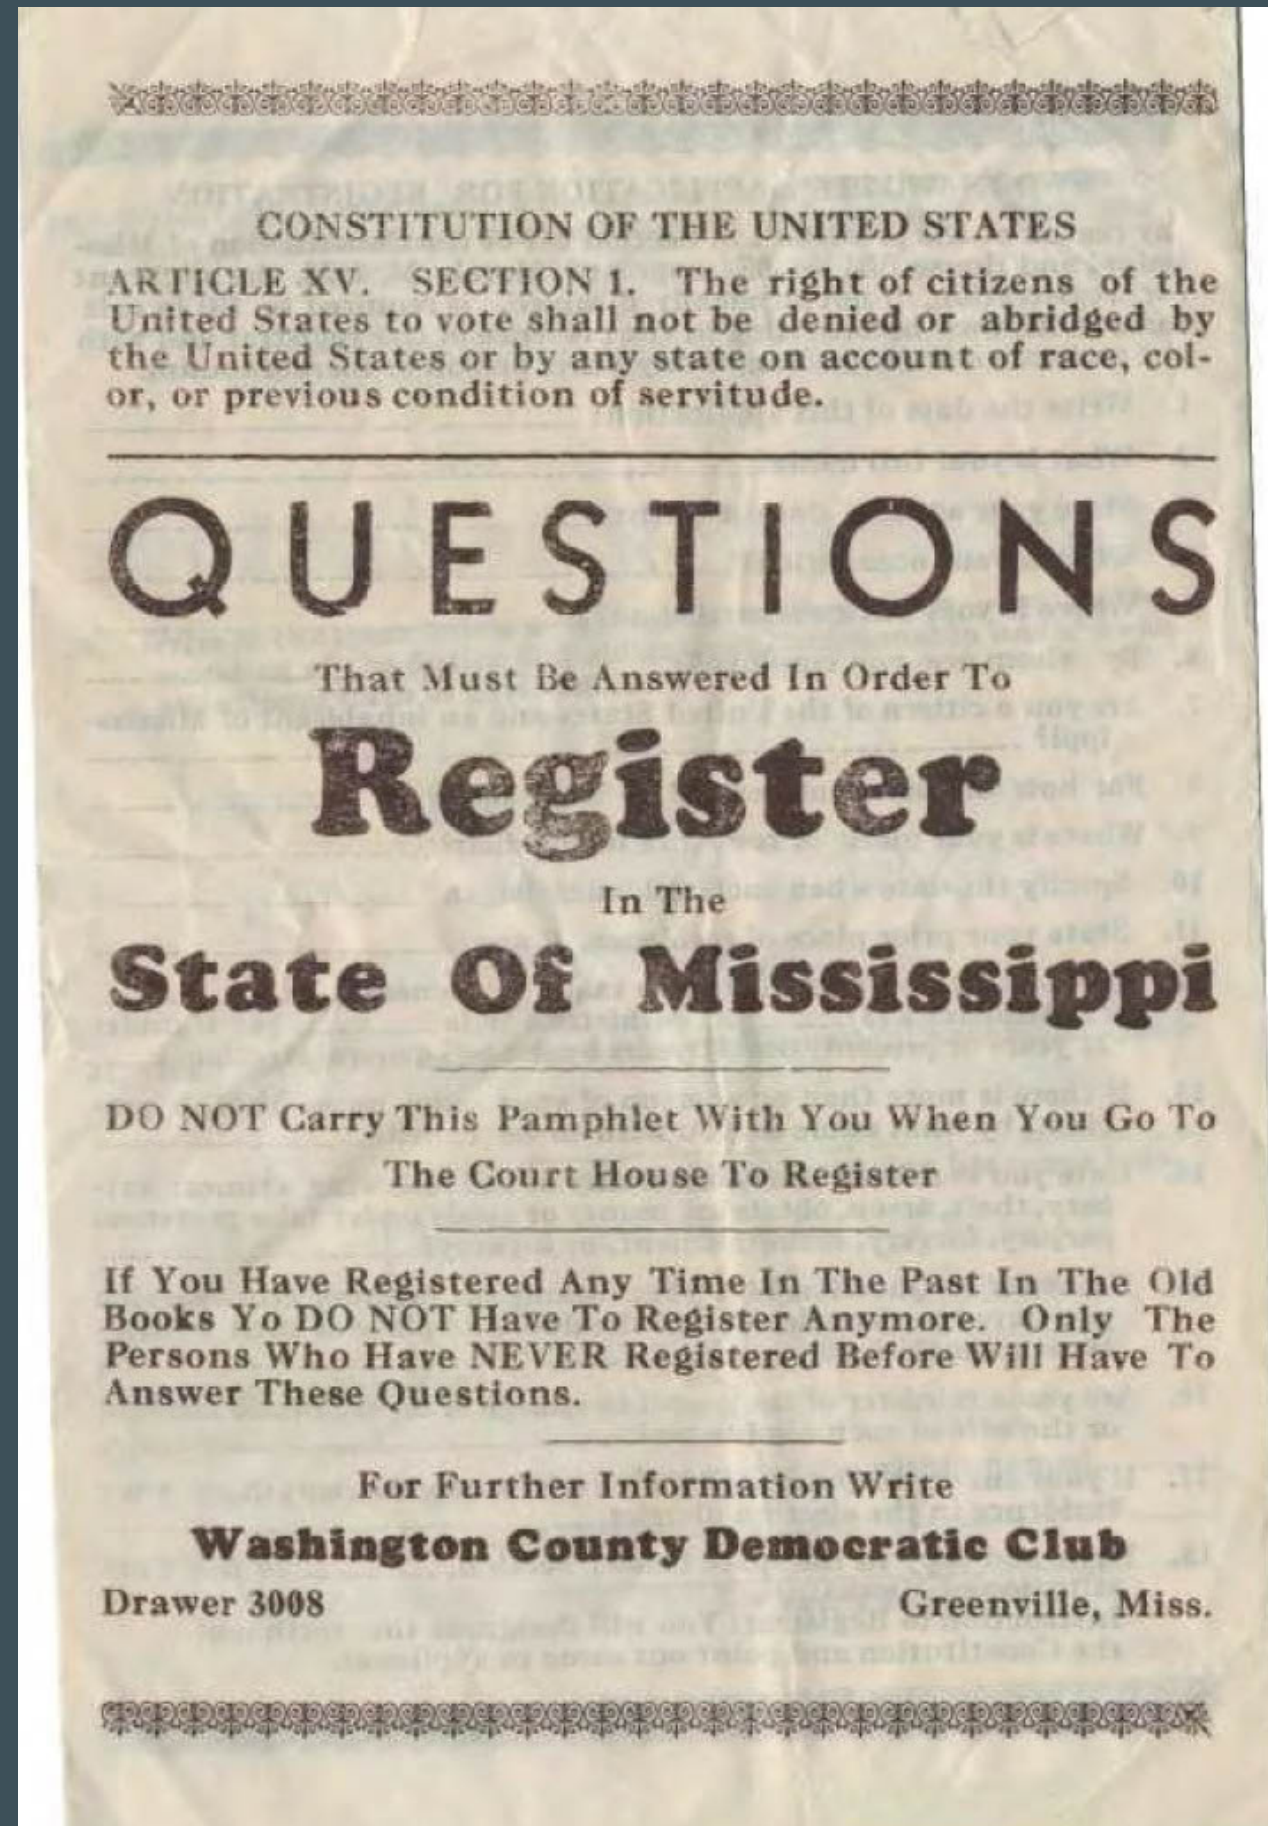 CONSTITUTION OF THE UNITED STATES
ARTICLE XV. SECTION 1. The right of citizens of the
United States to vote shall not be denied or abridged by
the United States or by any state on account of race, col-
or, or previous condition of servitude.
QUESTIONS
That Must Be Answered In Order To
Register
In The
State Of Mississippi
DO NOT Carry This Pamphlet With You When You Go To
The Court House To Register
If You Have Registered Any Time In The Past In The Old
Books Yo DO NOT Have To Register Anymore. Only The
Persons Who Have NEVER Registered Before Will Have To
Answer These Questions.
For Further Information Write
Washington County Democratic Club
Drawer 3008 Greenville, Miss.